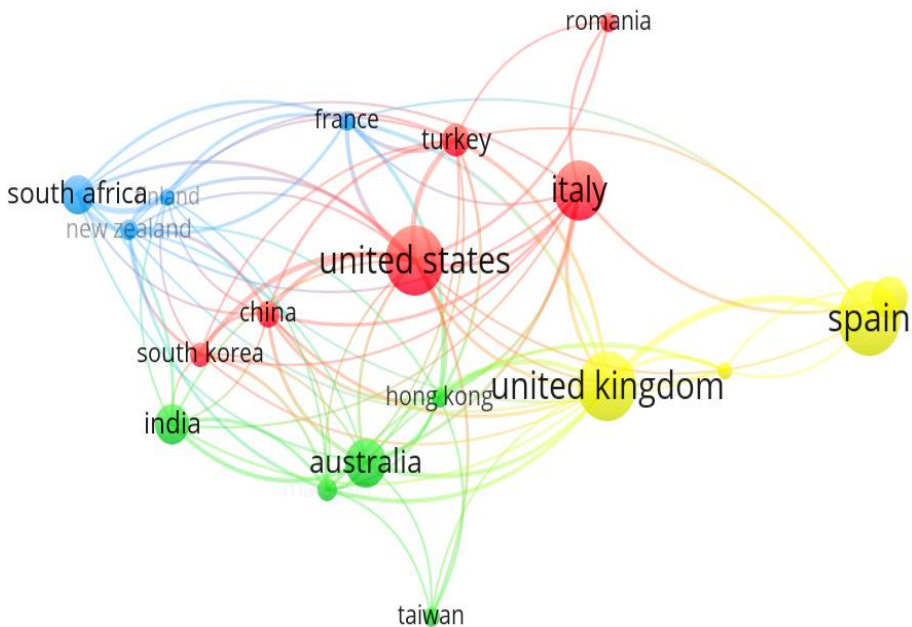 romania
france
turkey
south africa
italy
new zealand
united states
china
spain
south korea
hong kong
united kingdom
india
australia
taiwan